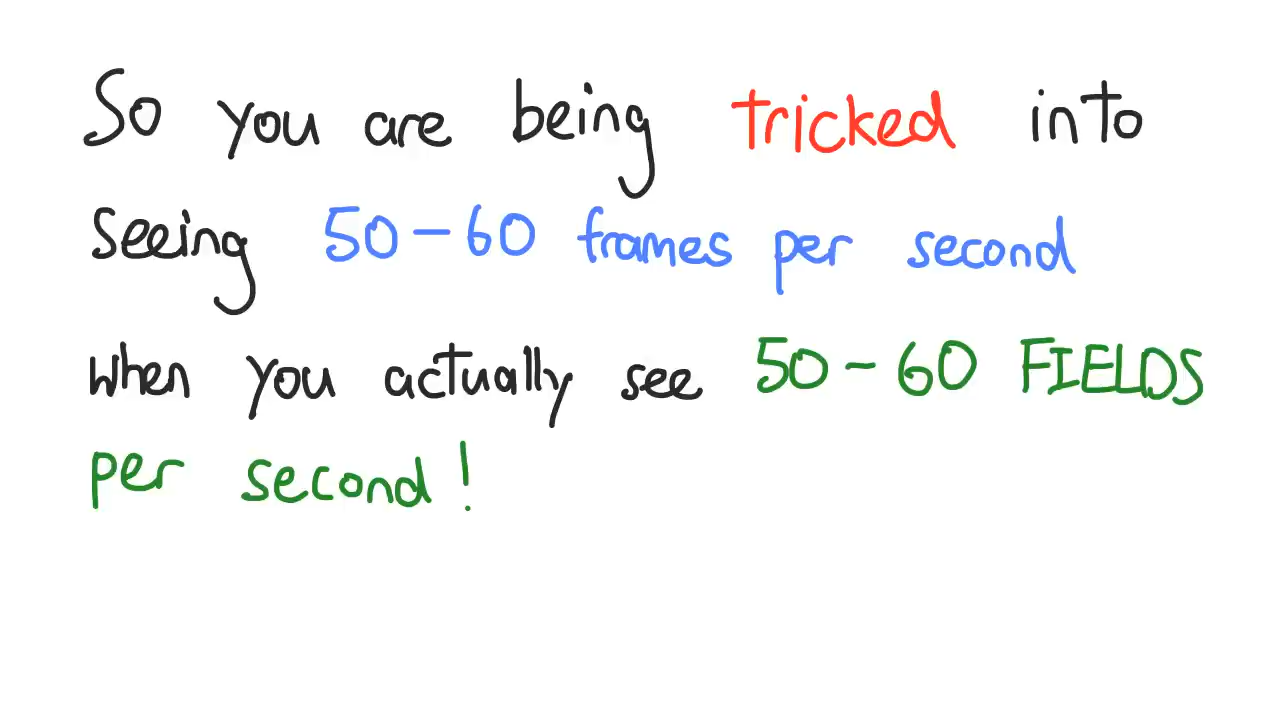 So you are being tricked into
seeing 50-60 frames per second
when you actually see 50-60 FIELDS
per second!